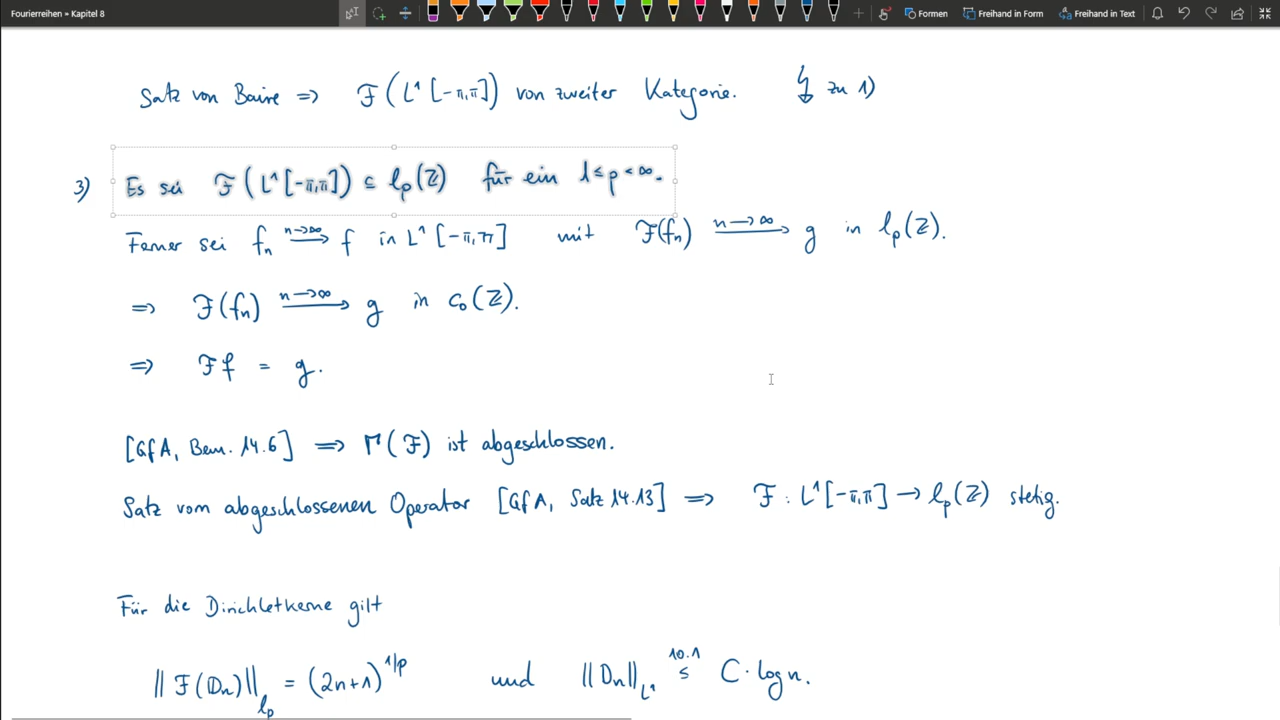 Fourierreihen » Kapitel 8
Formen Freihand in Form Freihand in Text
Satz von Baire ⇒ ℱ(L¹[-π,π]) von zweiter Kategorie. ↯ zu 1)
3) Es sei ℱ(L¹[-π,π]) ⊆ lp(ℤ) für ein 1≤p<∞.
Ferner sei fn n→∞⟶ f in L¹[-π,π] mit ℱ(fn) n→∞⟶ g in lp(ℤ).
⇒ ℱ(fn) n→∞⟶ g in c₀(ℤ).
⇒ ℱf = g.
[GfA, Bem. 14.6] ⇒ Γ(ℱ) ist abgeschlossen.
Satz vom abgeschlossenen Operator [GfA, Satz 14.13] ⇒ ℱ : L¹[-π,π] → lp(ℤ) stetig.
Für die Dirichletkerne gilt
‖ℱ(Dn)‖lp = (2n+1)^1/p und ‖Dn‖L¹ 10.1 ≤ C·log n.